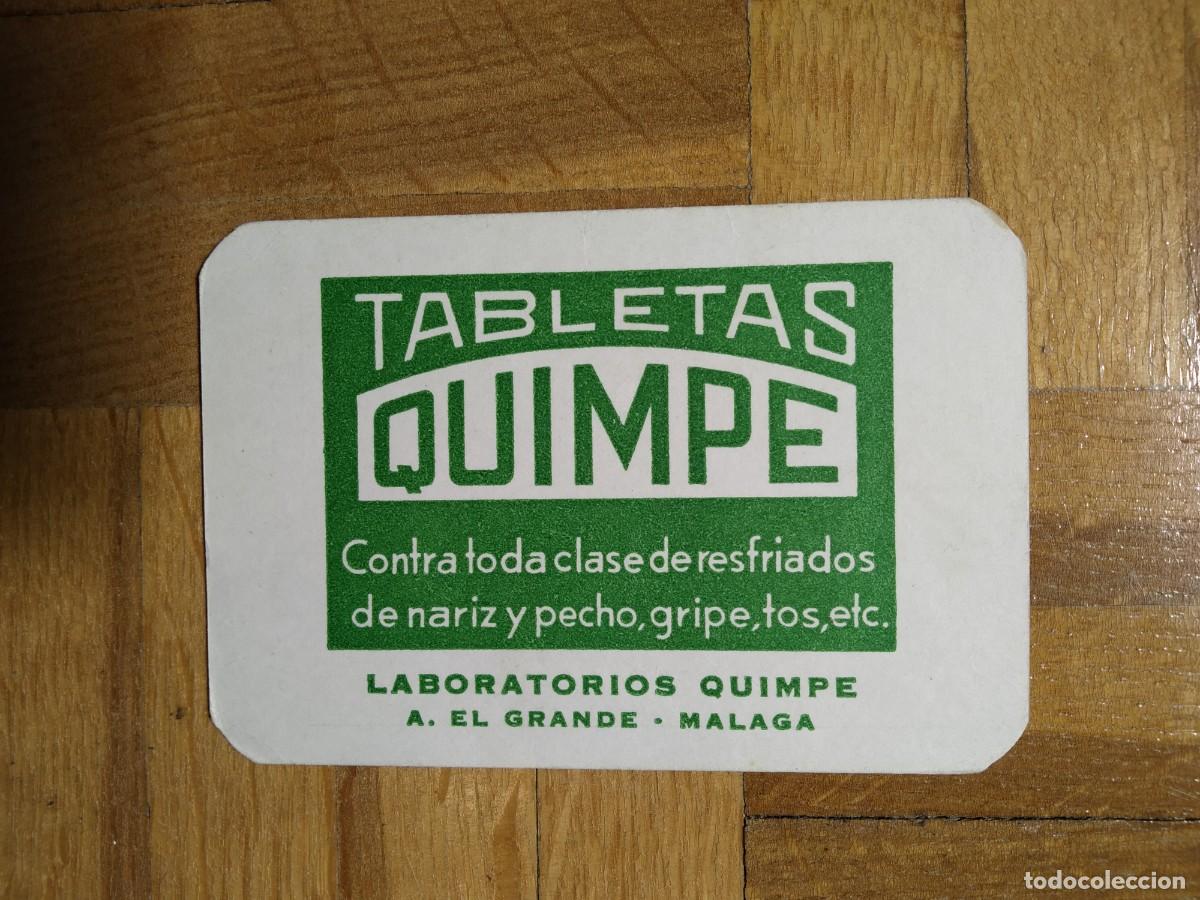 TABLETAS
QUIMPE
Contra toda clase de resfriados
de nariz y pecho, gripe, tos, etc.
LABORATORIOS QUIMPE
A. EL GRANDE · MALAGA
todocoleccion